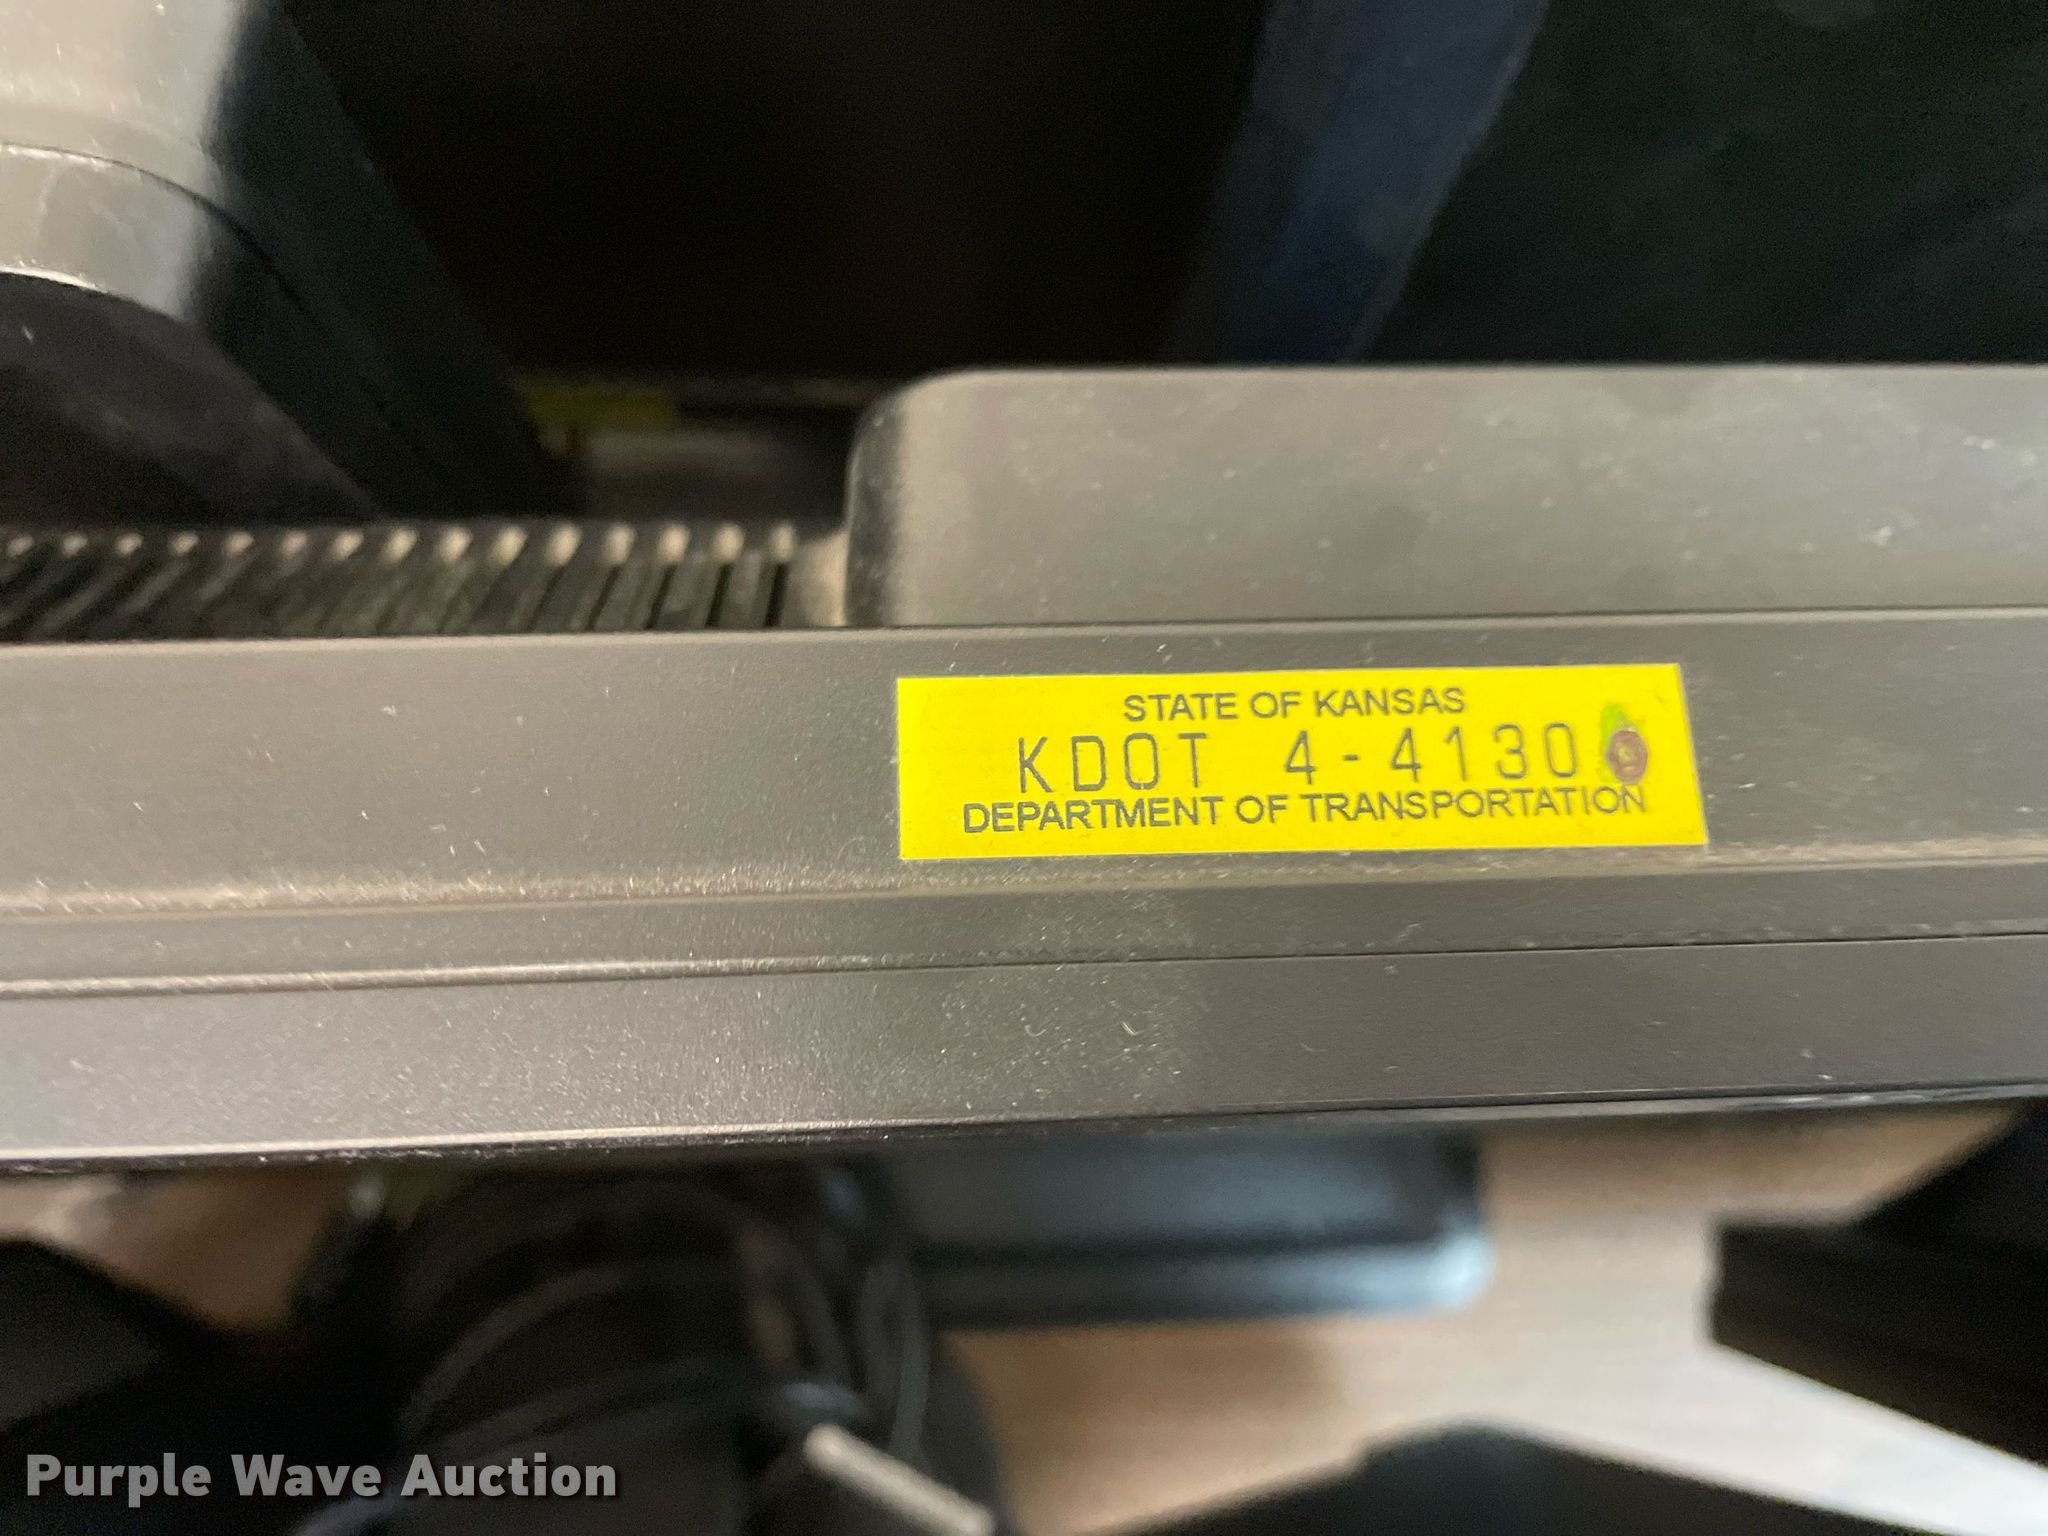 STATE OF KANSAS
KDOT 4-4130
DEPARTMENT OF TRANSPORTATION
Purple Wave Auction